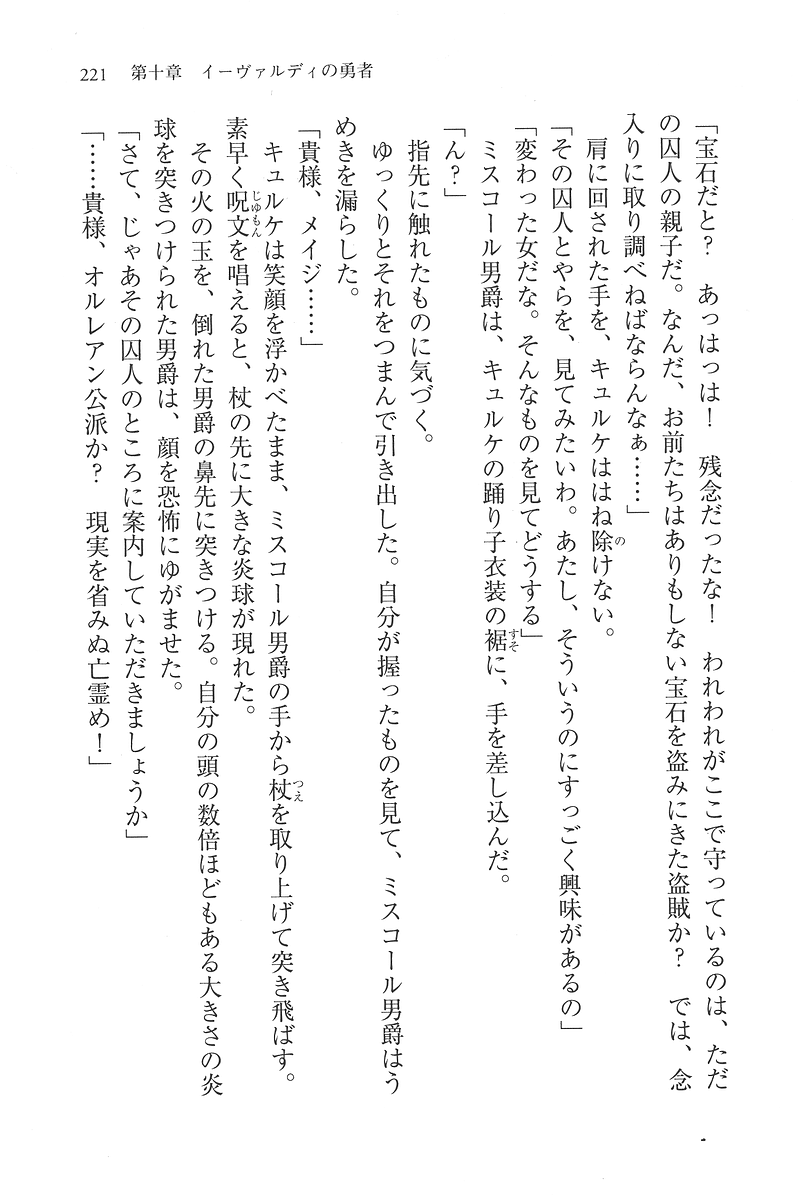 221　第十章　イーヴァルディの勇者
「宝石だと？　あっはっは！　残念だったな！　われわれがここで守っているのは、ただ
の囚人の親子だ。なんだ、お前たちはありもしない宝石を盗みにきた盗賊か？　では、念
入りに取り調べねばならんなぁ……」
　肩に回された手を、キュルケははね除けない。
「その囚人とやらを、見てみたいわ。あたし、そういうのにすっごく興味があるの」
「変わった女だな。そんなものを見てどうする」
　ミスコール男爵は、キュルケの踊り子衣装の裾に、手を差し込んだ。
「ん？」
　指先に触れたものに気づく。
　ゆっくりとそれをつまんで引き出した。自分が握ったものを見て、ミスコール男爵はう
めきを漏らした。
「貴様、メイジ……」
　キュルケは笑顔を浮かべたまま、ミスコール男爵の手から杖を取り上げて突き飛ばす。
素早く呪文を唱えると、杖の先に大きな炎球が現れた。
　その火の玉を、倒れた男爵の鼻先に突きつける。自分の頭の数倍ほどもある大きさの炎
球を突きつけられた男爵は、顔を恐怖にゆがませた。
「さて、じゃあその囚人のところに案内していただきましょうか」
「……貴様、オルレアン公派か？　現実を省みぬ亡霊め！」